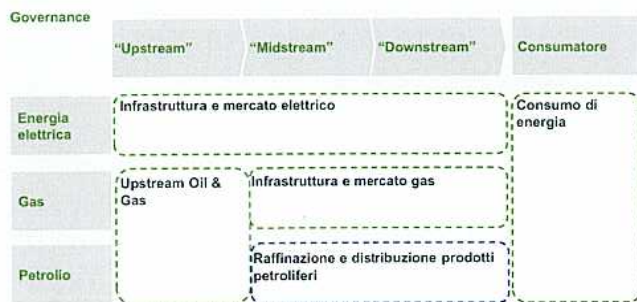 Governance
"Upstream"
"Midstream"
"Downstream"
Consumatore
Energia
elettrica
Infrastruttura e mercato elettrico
Consumo di
energia
Gas
Upstream Oil &
Gas
Infrastruttura e mercato gas
Petrolio
Raffinazione e distribuzione prodotti
petroliferi